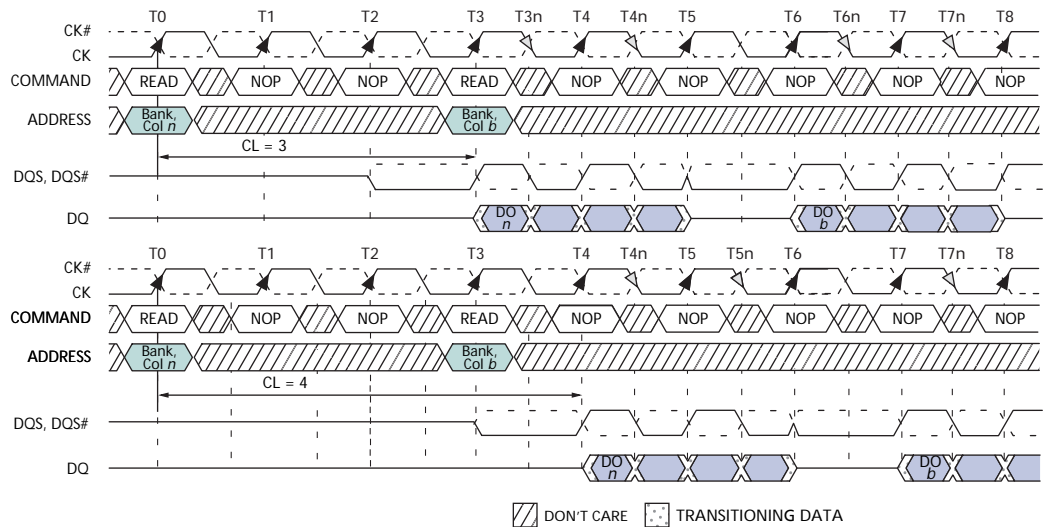 T0 T1 T2 T3 T3n T4 T4n T5 T6 T6n T7 T7n T8
CK#
CK
COMMAND READ NOP NOP READ NOP NOP NOP NOP NOP
ADDRESS Bank, Col n Bank, Col b
CL = 3
DQS, DQS#
DQ DO n DO b
T0 T1 T2 T3 T4 T4n T5 T5n T6 T7 T7n T8
CK#
CK
COMMAND READ NOP NOP READ NOP NOP NOP NOP NOP
ADDRESS Bank, Col n Bank, Col b
CL = 4
DQS, DQS#
DQ DO n DO b
DON'T CARE TRANSITIONING DATA